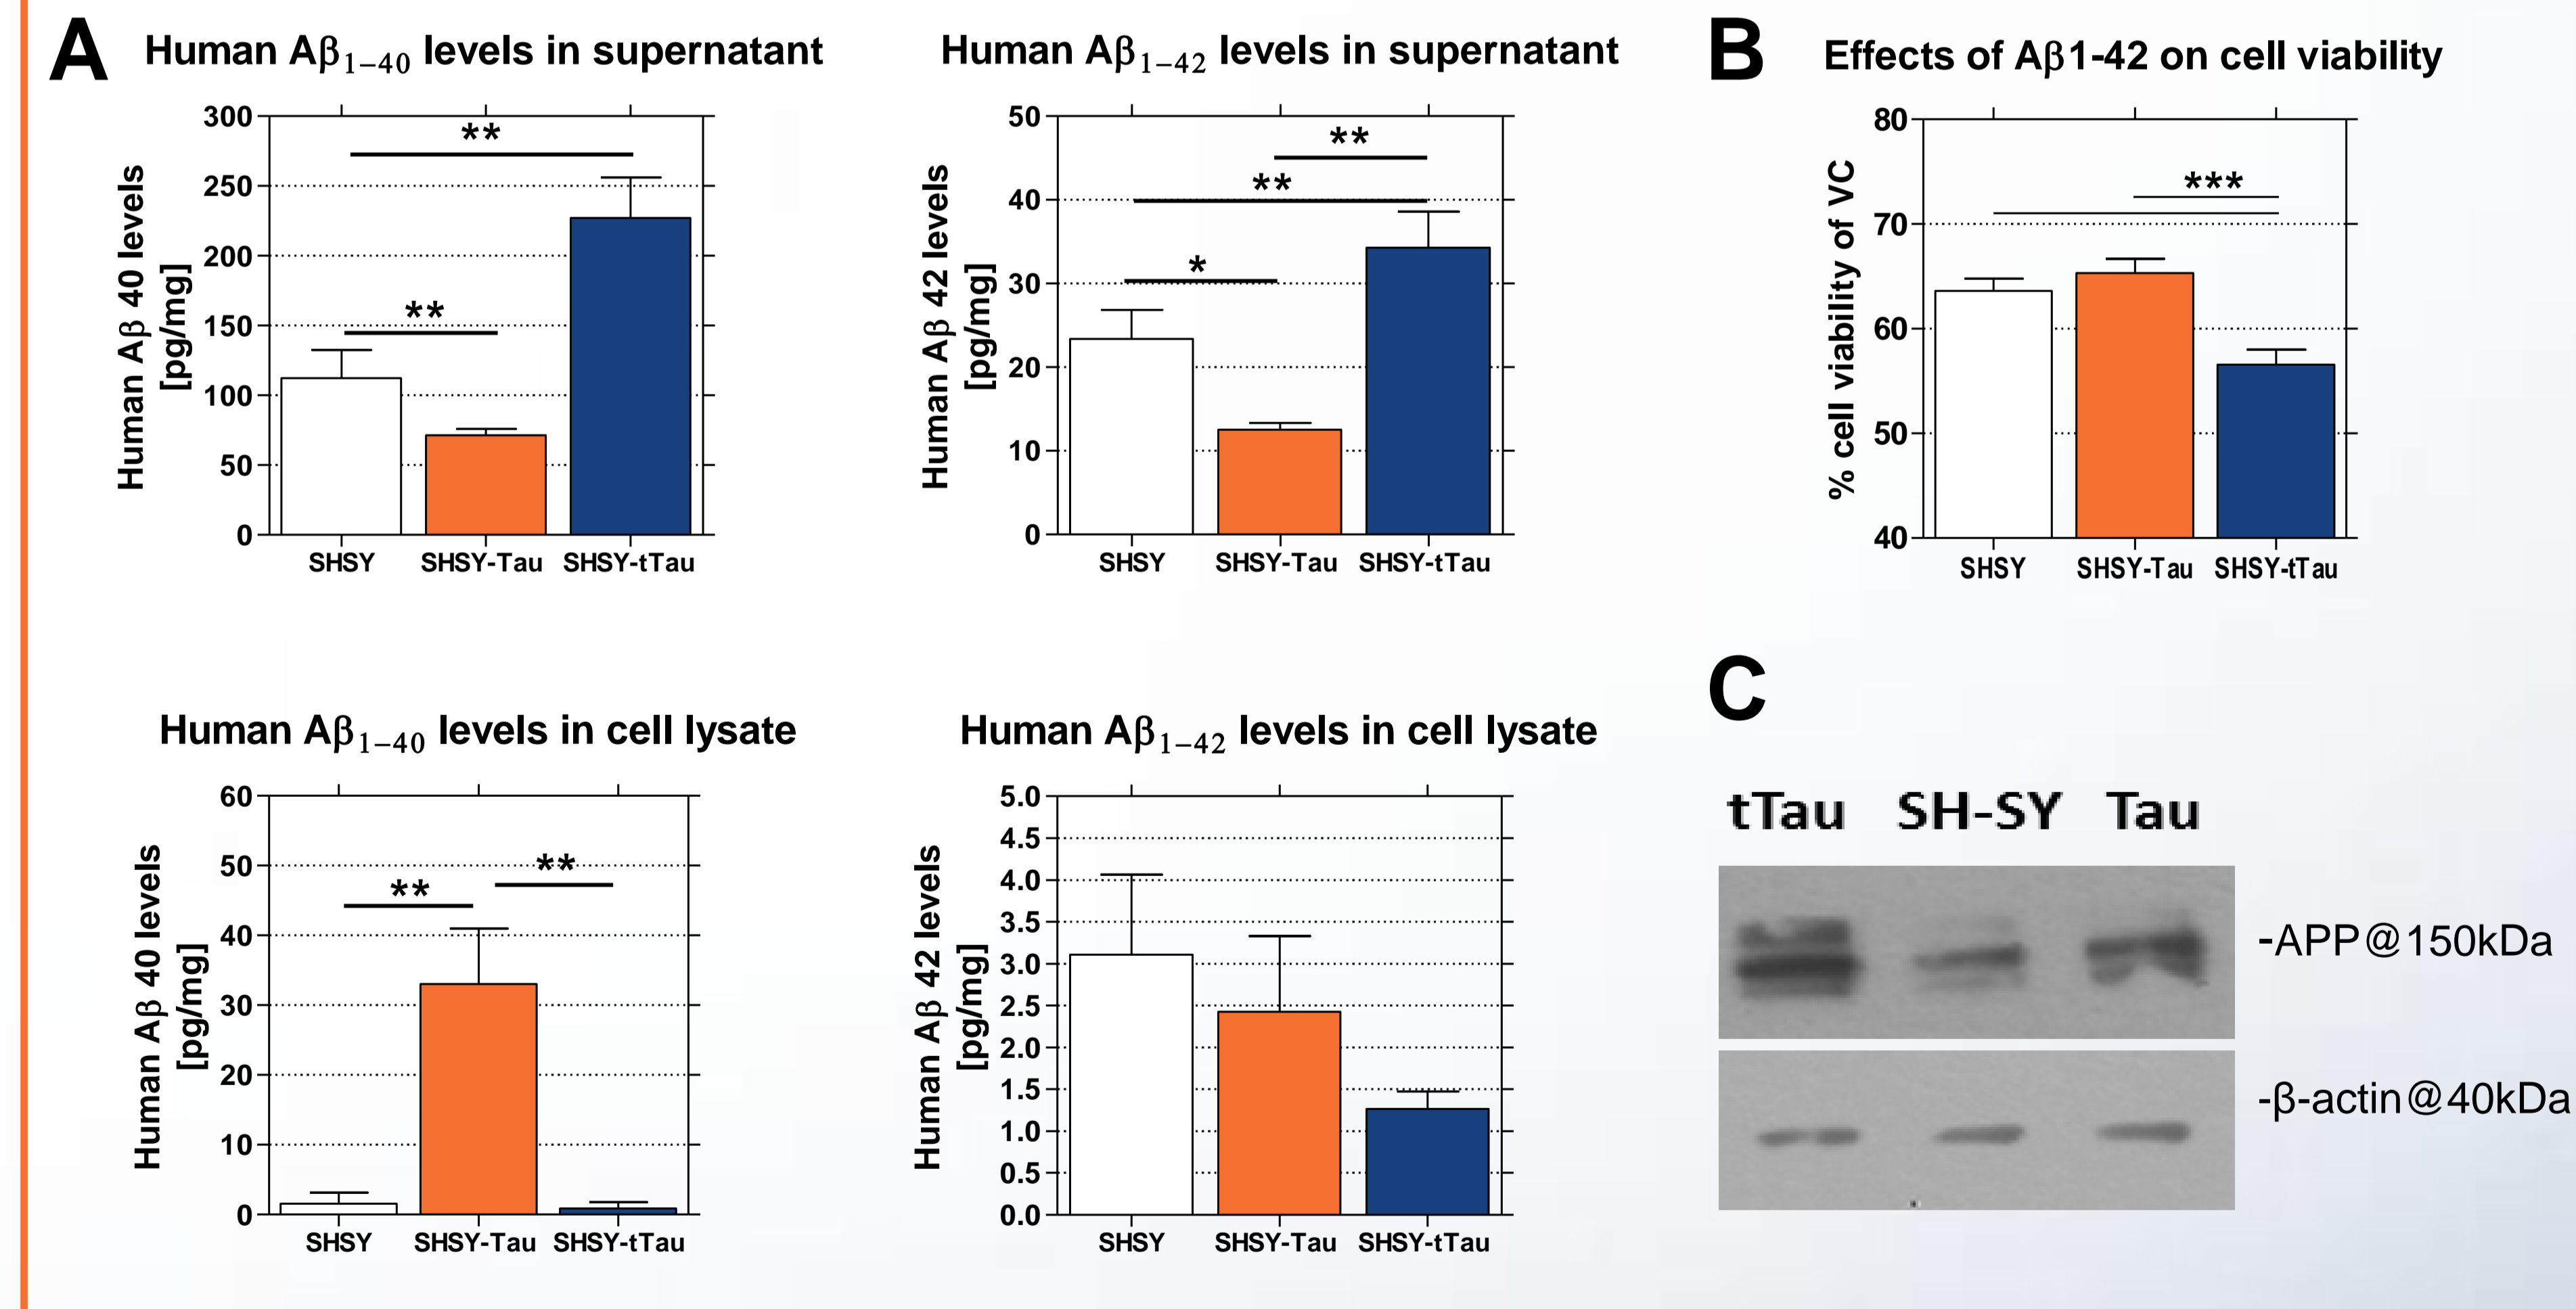 A
Human Aβ1–40 levels in supernatant
Human Aβ 40 levels
[pg/mg]
300
250
200
150
100
50
0
**
**
SHSY
SHSY-Tau
SHSY-tTau
Human Aβ1–42 levels in supernatant
Human Aβ 42 levels
[pg/mg]
50
40
30
20
10
0
**
**
*
SHSY
SHSY-Tau
SHSY-tTau
B
Effects of Aβ1-42 on cell viability
% cell viability of VC
80
70
60
50
40
***
SHSY
SHSY-Tau
SHSY-tTau
Human Aβ1–40 levels in cell lysate
Human Aβ 40 levels
[pg/mg]
60
50
40
30
20
10
0
**
**
SHSY
SHSY-Tau
SHSY-tTau
Human Aβ1–42 levels in cell lysate
Human Aβ 42 levels
[pg/mg]
5.0
4.5
4.0
3.5
3.0
2.5
2.0
1.5
1.0
0.5
0.0
SHSY
SHSY-Tau
SHSY-tTau
C
tTau SH-SY Tau
-APP@150kDa
-β-actin@40kDa